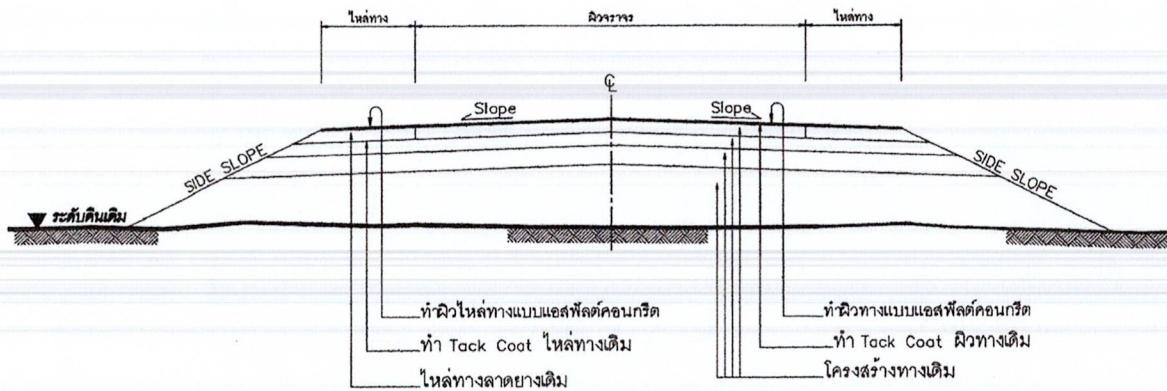 ไหล่ทาง ผิวจราจร ไหล่ทาง
℄
Slope Slope
SIDE SLOPE SIDE SLOPE
ระดับดินเดิม
ทำผิวไหล่ทางแบบแอสฟัลต์คอนกรีต ทำผิวทางแบบแอสฟัลต์คอนกรีต
ทำ Tack Coat ไหล่ทางเดิม ทำ Tack Coat ผิวทางเดิม
ไหล่ทางลาดยางเดิม โครงสร้างทางเดิม